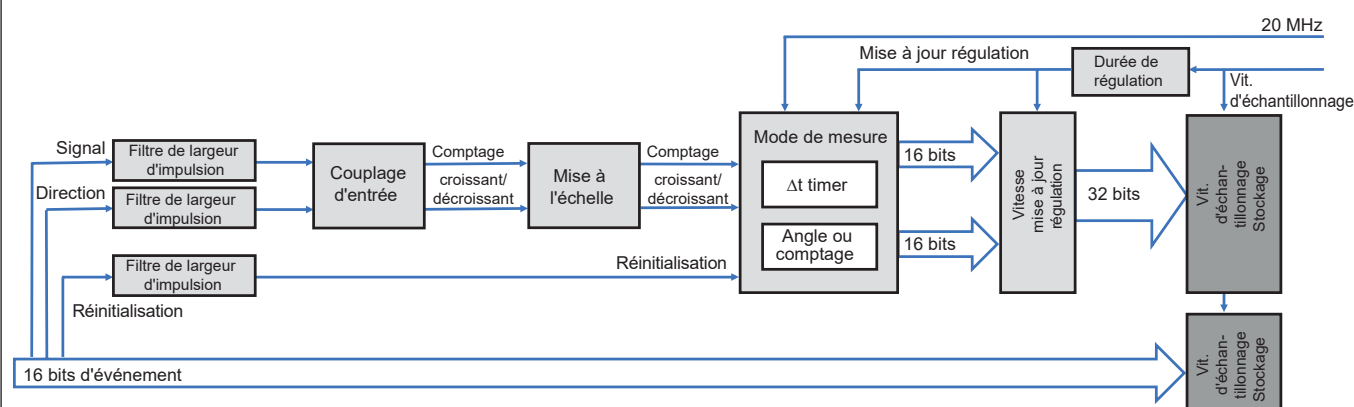 20 MHz
Mise à jour régulation
Durée de
régulation
Vit.
d'échantillonnage
Signal
Filtre de largeur
d'impulsion
Direction
Filtre de largeur
d'impulsion
Filtre de largeur
d'impulsion
Réinitialisation
Couplage
d'entrée
Comptage
croissant/
décroissant
Mise à
l'échelle
Comptage
croissant/
décroissant
Réinitialisation
Mode de mesure
Δt timer
Angle ou
comptage
16 bits
16 bits
Vitesse
mise à jour
régulation
32 bits
Vit.
d'échan-
tillonnage
Stockage
Vit.
d'échan-
tillonnage
Stockage
16 bits d'événement